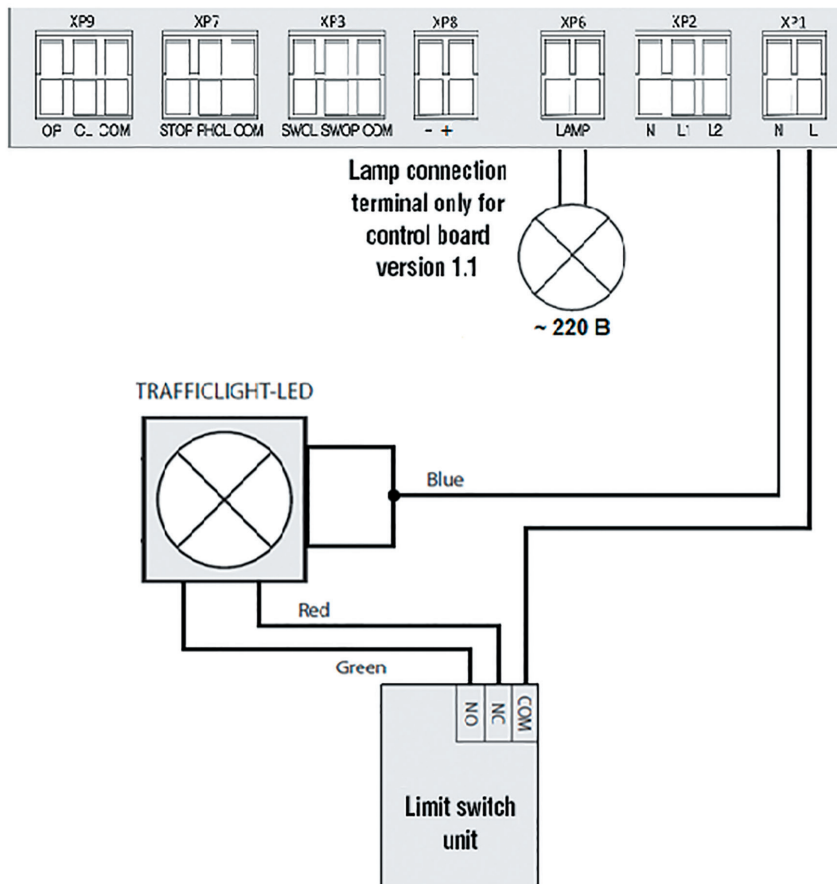 XP9 XP7 XP3 XP8 XP6 XP2 XP1
OP CL COM STOP PHCL COM SWCL SWOP COM - + LAMP N L1 L2 N L
Lamp connection
terminal only for
control board
version 1.1
~ 220 В
TRAFFICLIGHT-LED
Blue
Red
Green
NO NC COM
Limit switch
unit